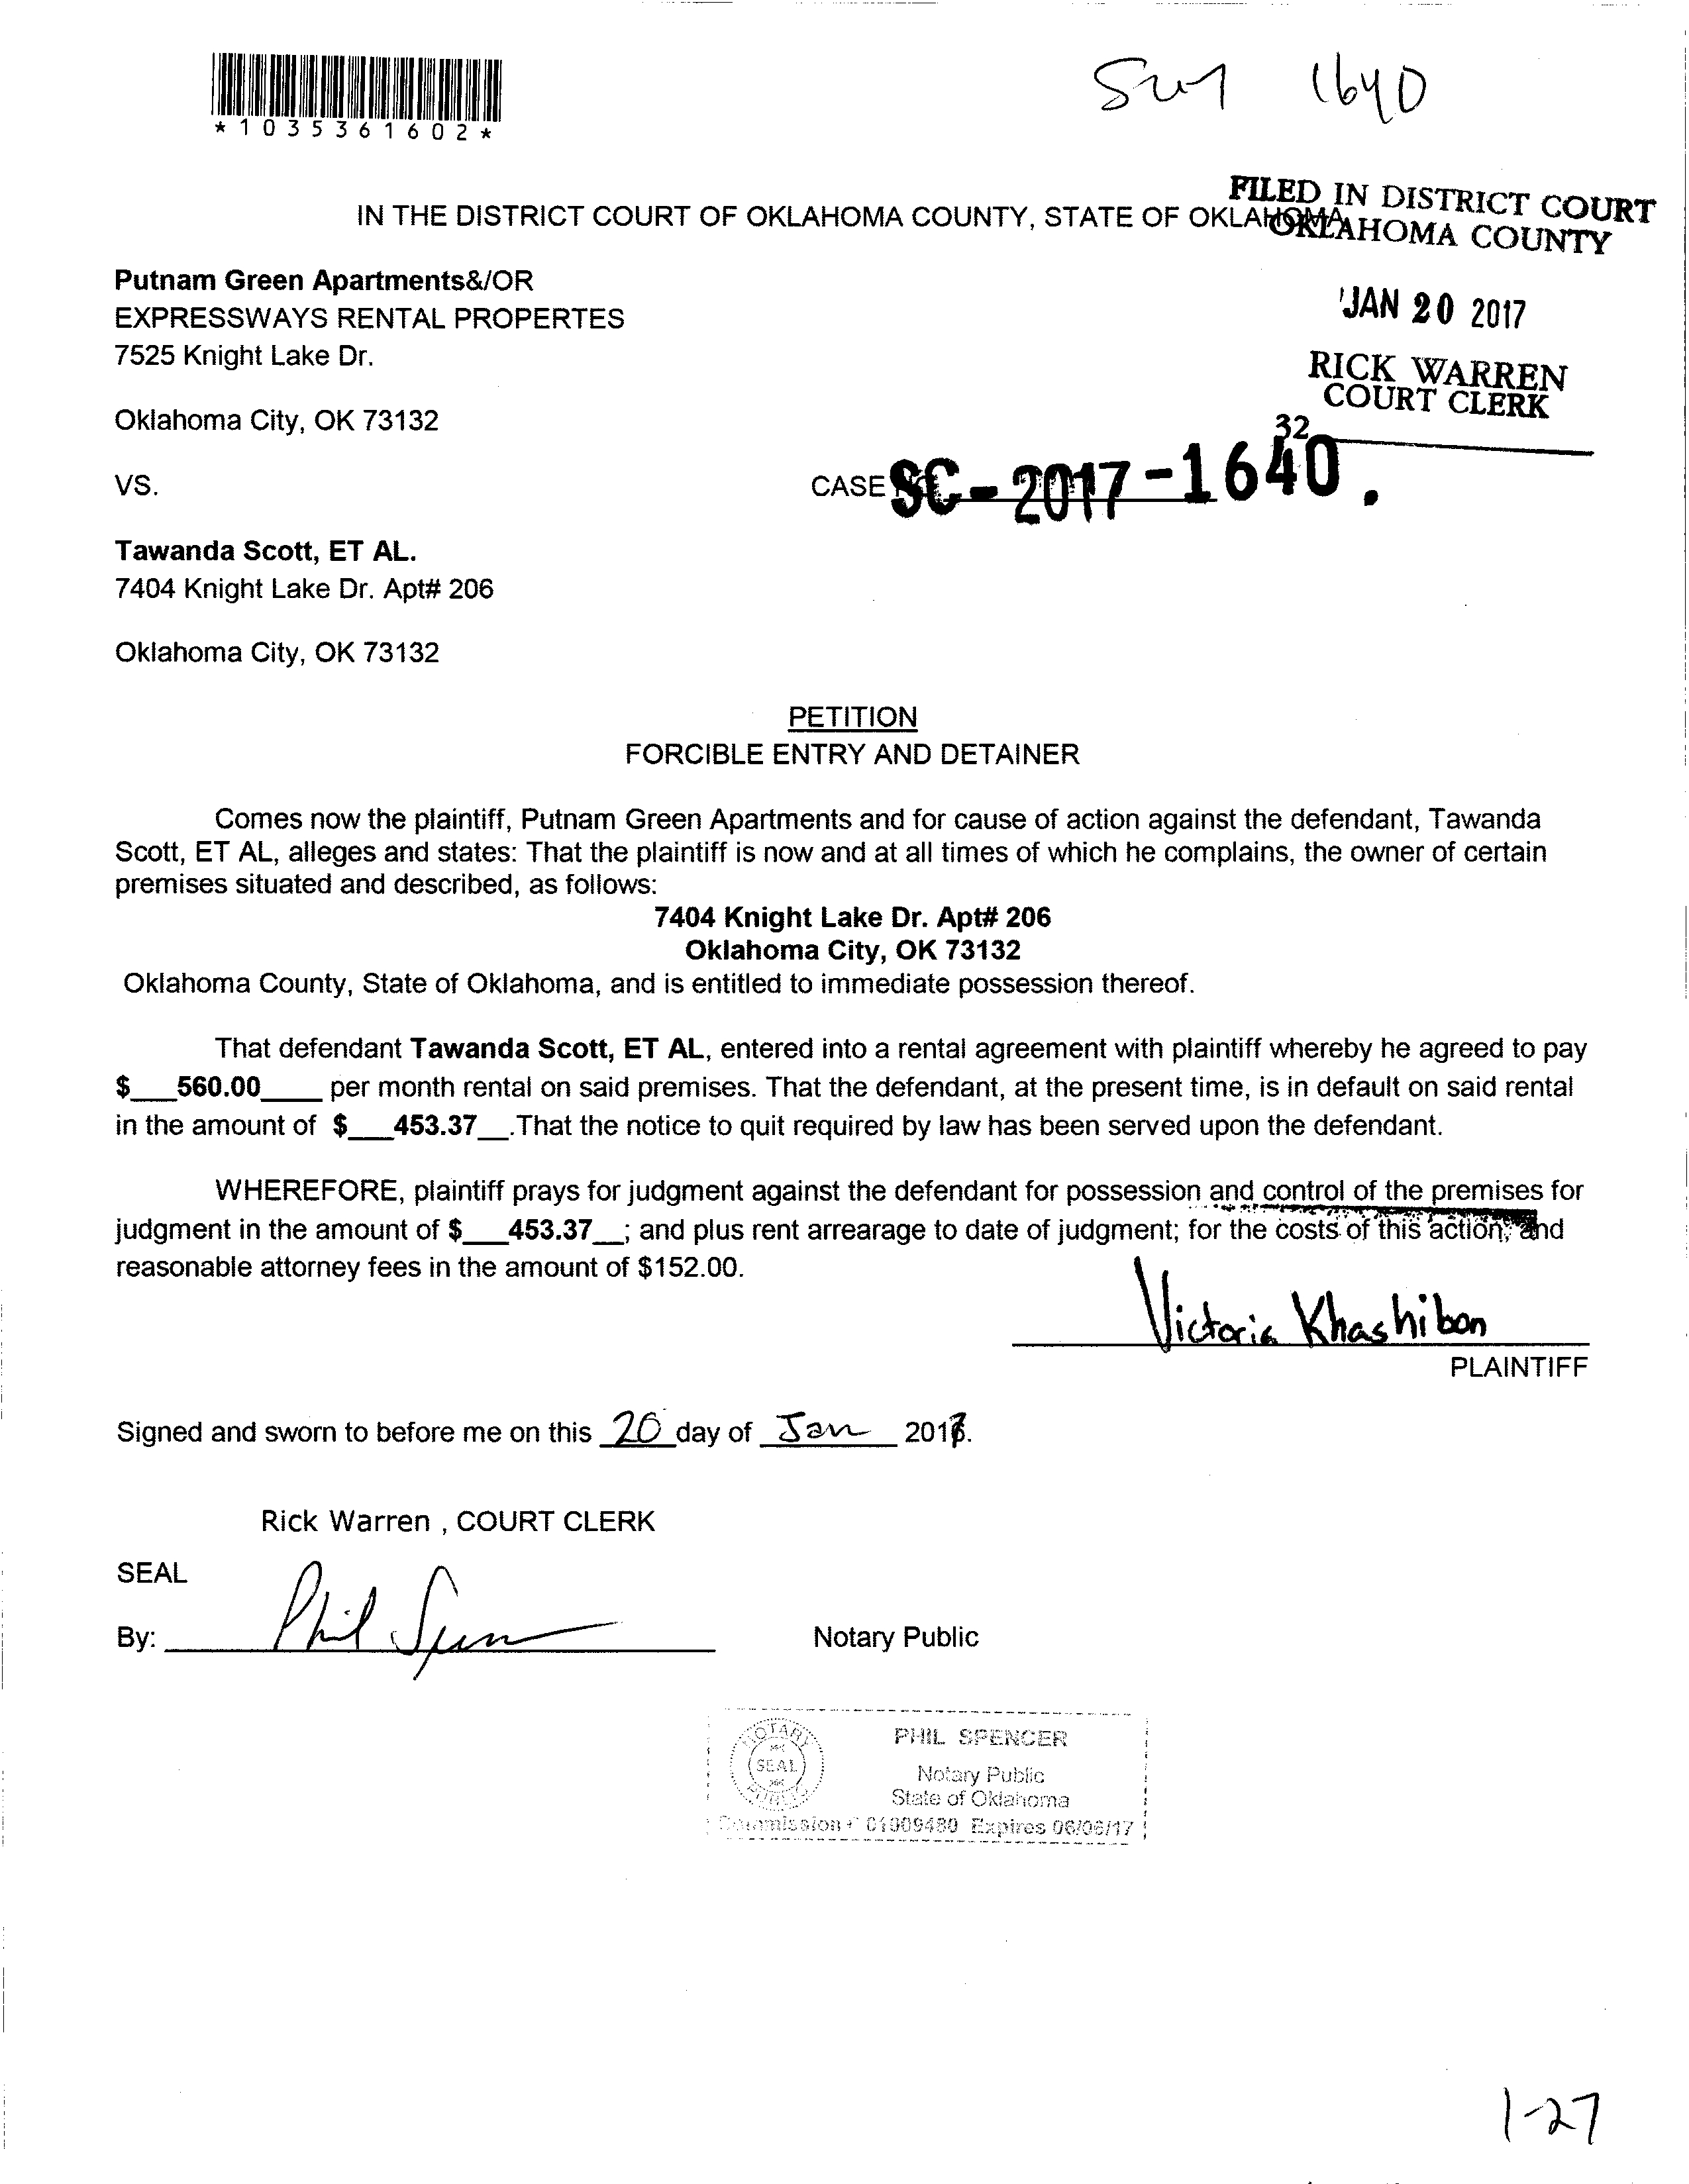 *1035361602*
1640
FILED IN DISTRICT COURT
OKLAHOMA COUNTY
IN THE DISTRICT COURT OF OKLAHOMA COUNTY, STATE OF OKLAHOMA
Putnam Green Apartments&/OR
EXPRESSWAYS RENTAL PROPERTES
7525 Knight Lake Dr.
JAN 20 2017
RICK WARREN
COURT CLERK
Oklahoma City, OK 73132
32
VS.
CASE SC-2017-1640.
Tawanda Scott, ET AL.
7404 Knight Lake Dr. Apt# 206
Oklahoma City, OK 73132
PETITION
FORCIBLE ENTRY AND DETAINER
Comes now the plaintiff, Putnam Green Apartments and for cause of action against the defendant, Tawanda
Scott, ET AL, alleges and states: That the plaintiff is now and at all times of which he complains, the owner of certain
premises situated and described, as follows:
7404 Knight Lake Dr. Apt# 206
Oklahoma City, OK 73132
Oklahoma County, State of Oklahoma, and is entitled to immediate possession thereof.
That defendant Tawanda Scott, ET AL, entered into a rental agreement with plaintiff whereby he agreed to pay
$___560.00____ per month rental on said premises. That the defendant, at the present time, is in default on said rental
in the amount of $___453.37__.That the notice to quit required by law has been served upon the defendant.
WHEREFORE, plaintiff prays for judgment against the defendant for possession and control of the premises for
judgment in the amount of $___453.37__; and plus rent arrearage to date of judgment; for the costs of this action, and
reasonable attorney fees in the amount of $152.00.
Victoria Khashibon
PLAINTIFF
Signed and sworn to before me on this 20 day of Jan 2017.
Rick Warren , COURT CLERK
SEAL
By: Phil Spencer
Notary Public
NOTARY
SEAL
PUBLIC
PHIL SPENCER
Notary Public
State of Oklahoma
Commission # 01009480 Expires 06/06/17
1-27